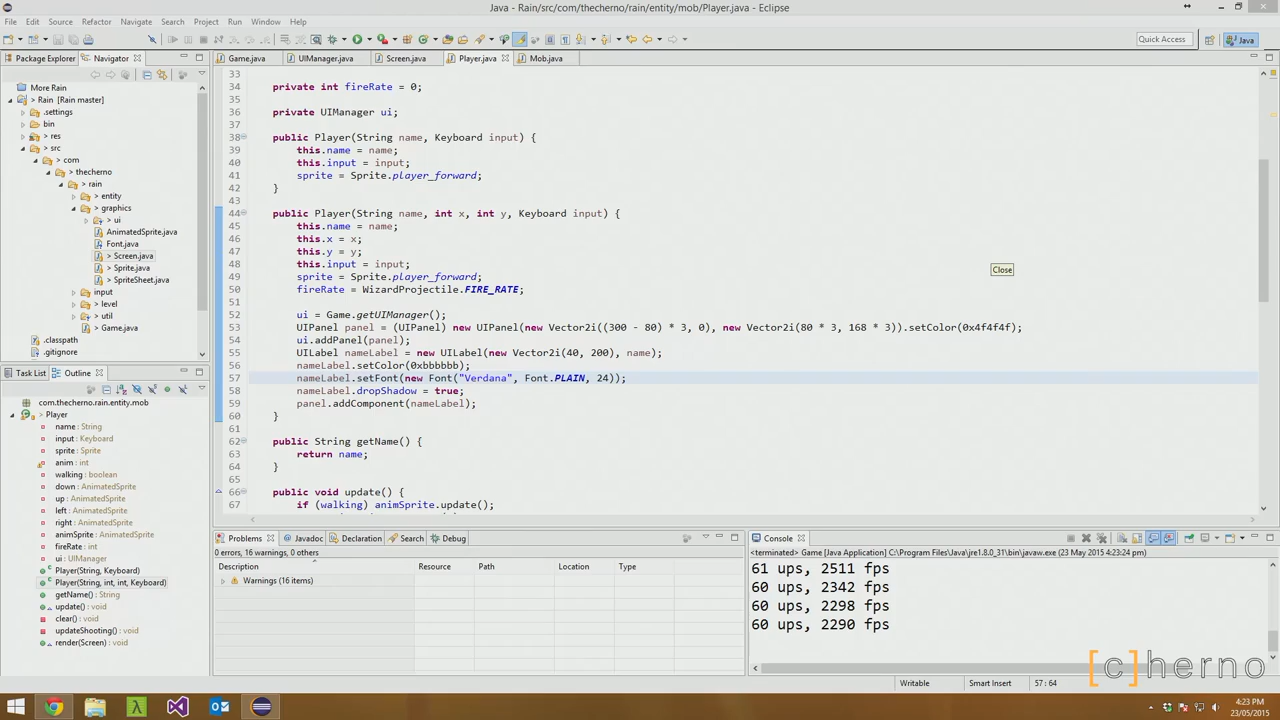 Java - Rain/src/com/thecherno/rain/entity/mob/Player.java - Eclipse
File Edit Source Refactor Navigate Search Project Run Window Help
Quick Access Java
Package Explorer Navigator
More Rain
> Rain [Rain master]
.settings
bin
> res
> src
> com
> thecherno
> rain
> entity
> graphics
> ui
AnimatedSprite.java
Font.java
> Screen.java
> Sprite.java
> SpriteSheet.java
> input
> level
> util
> Game.java
.classpath
.gitignore
Task List Outline
com.thecherno.rain.entity.mob
> Player
name : String
input : Keyboard
sprite : Sprite
anim : int
walking : boolean
down : AnimatedSprite
up : AnimatedSprite
left : AnimatedSprite
right : AnimatedSprite
animSprite : AnimatedSprite
fireRate : int
ui : UIManager
Player(String, Keyboard)
Player(String, int, int, Keyboard)
getName() : String
update() : void
clear() : void
updateShooting() : void
render(Screen) : void
Game.java UIManager.java Screen.java Player.java Mob.java
33
34 private int fireRate = 0;
35
36 private UIManager ui;
37
38 public Player(String name, Keyboard input) {
39 this.name = name;
40 this.input = input;
41 sprite = Sprite.player_forward;
42 }
43
44 public Player(String name, int x, int y, Keyboard input) {
45 this.name = name;
46 this.x = x;
47 this.y = y;
48 this.input = input;
49 sprite = Sprite.player_forward;
50 fireRate = WizardProjectile.FIRE_RATE;
51
52 ui = Game.getUIManager();
53 UIPanel panel = (UIPanel) new UIPanel(new Vector2i((300 - 80) * 3, 0), new Vector2i(80 * 3, 168 * 3)).setColor(0x4f4f4f);
54 ui.addPanel(panel);
55 UILabel nameLabel = new UILabel(new Vector2i(40, 200), name);
56 nameLabel.setColor(0xbbbbbb);
57 nameLabel.setFont(new Font("Verdana", Font.PLAIN, 24));
58 nameLabel.dropShadow = true;
59 panel.addComponent(nameLabel);
60 }
61
62 public String getName() {
63 return name;
64 }
65
66 public void update() {
67 if (walking) animSprite.update();
Close
Problems Javadoc Declaration Search Debug
0 errors, 16 warnings, 0 others
Description Resource Path Location Type
Warnings (16 items)
Console
<terminated> Game [Java Application] C:\Program Files\Java\jre1.8.0_31\bin\javaw.exe (23 May 2015 4:23:24 pm)
61 ups, 2511 fps
60 ups, 2342 fps
60 ups, 2298 fps
60 ups, 2290 fps
[c]herno
Writable Smart Insert 57 : 64
4:23 PM
23/05/2015